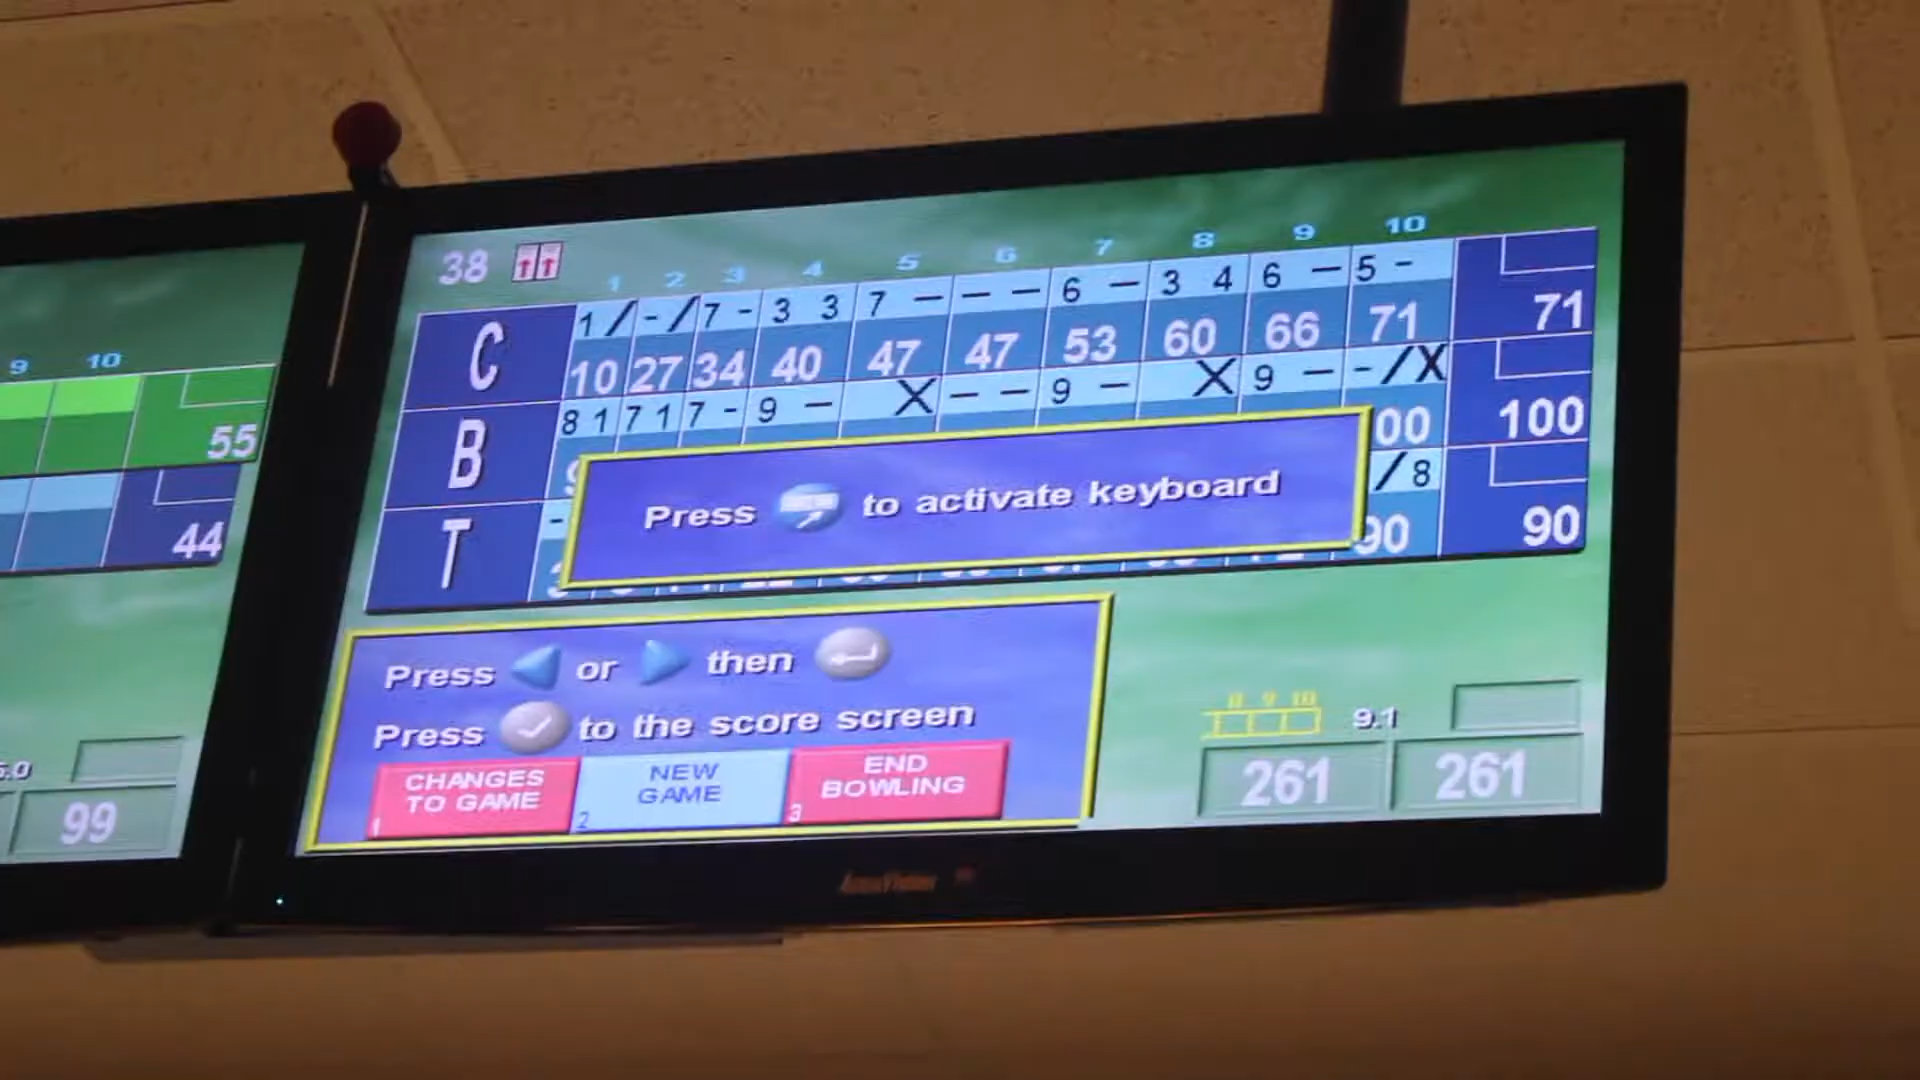 38
1 2 3 4 5 6 7 8 9 10
C 1 / - / 7 - 3 3 7 - - - 6 - 3 4 6 - 5 -
10 27 34 40 47 47 53 60 66 71 71
B 8 1 7 1 7 - 9 - X - - 9 - X 9 - - / X
00 100
T - / 8
90 90
Press to activate keyboard
Press or then
Press to the score screen
CHANGES TO GAME 1
NEW GAME 2
END BOWLING 3
8 9 10 9.1
261 261
9 10
55
44
99